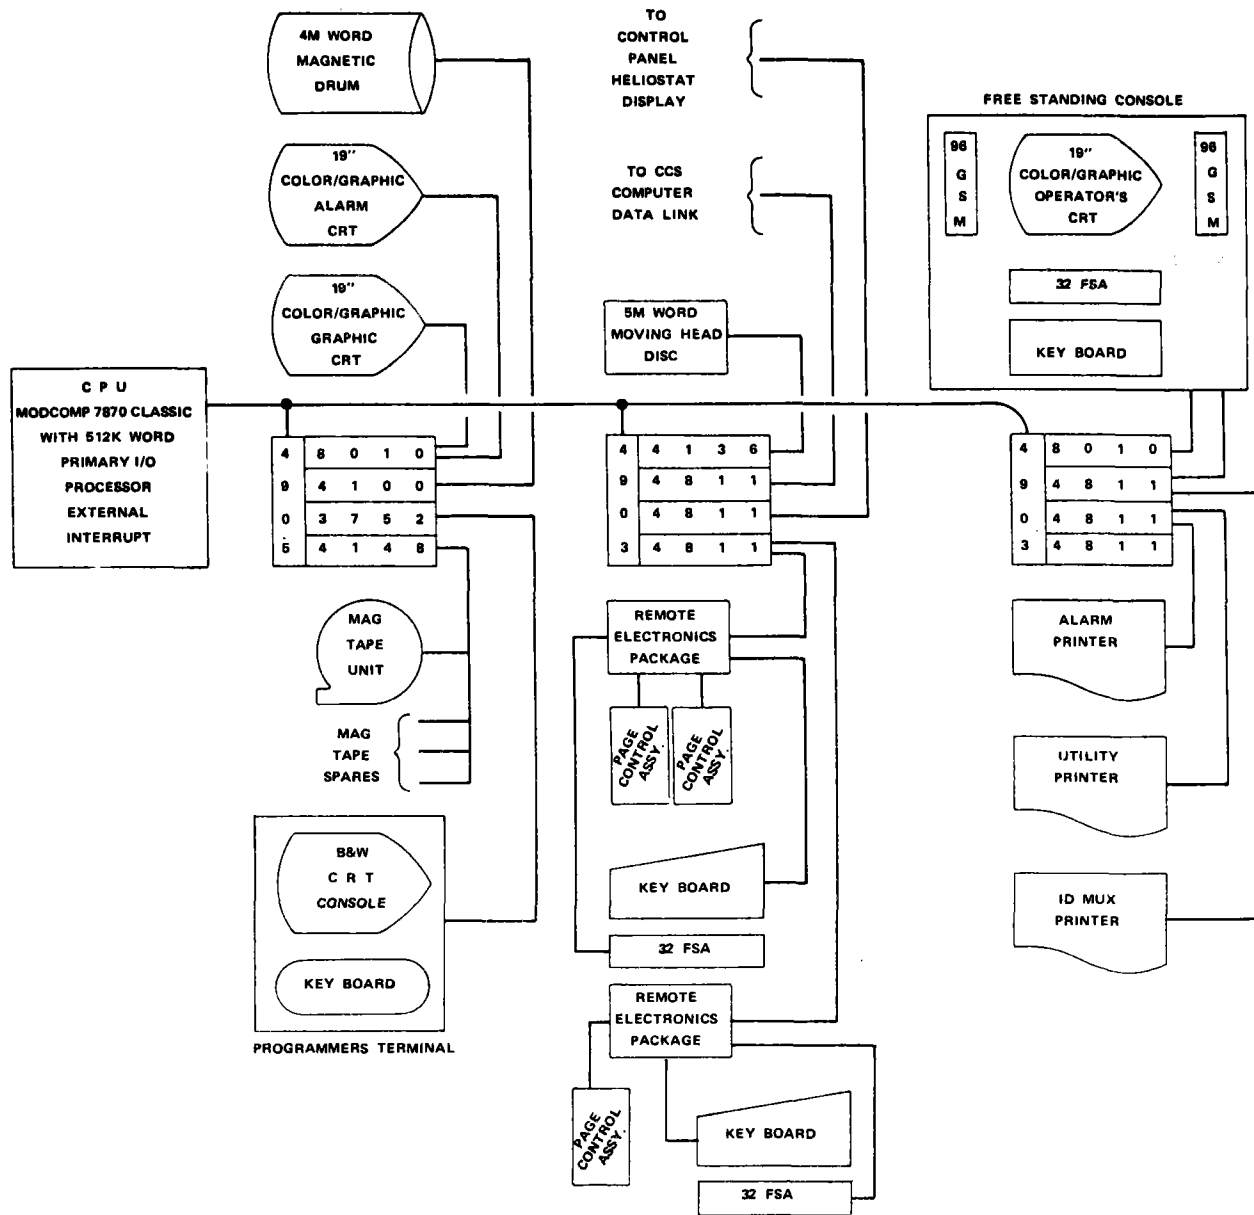 4M WORD
MAGNETIC
DRUM
19"
COLOR/GRAPHIC
ALARM
CRT
19"
COLOR/GRAPHIC
GRAPHIC
CRT
TO
CONTROL
PANEL
HELIOSTAT
DISPLAY
TO CCS
COMPUTER
DATA LINK
5M WORD
MOVING HEAD
DISC
FREE STANDING CONSOLE
96
G
S
M
19"
COLOR/GRAPHIC
OPERATOR'S
CRT
96
G
S
M
32 FSA
KEY BOARD
C P U
MODCOMP 7870 CLASSIC
WITH 512K WORD
PRIMARY I/O
PROCESSOR
EXTERNAL
INTERRUPT
4 8 0 1 0
9 4 1 0 0
0 3 7 5 2
5 4 1 4 8
4 4 1 3 6
9 4 8 1 1
0 4 8 1 1
3 4 8 1 1
4 8 0 1 0
9 4 8 1 1
0 4 8 1 1
3 4 8 1 1
MAG
TAPE
UNIT
MAG
TAPE
SPARES
B&W
C R T
CONSOLE
KEY BOARD
PROGRAMMERS TERMINAL
REMOTE
ELECTRONICS
PACKAGE
PAGE
CONTROL
ASSY.
PAGE
CONTROL
ASSY.
KEY BOARD
32 FSA
REMOTE
ELECTRONICS
PACKAGE
PAGE
CONTROL
ASSY.
KEY BOARD
32 FSA
ALARM
PRINTER
UTILITY
PRINTER
ID MUX
PRINTER